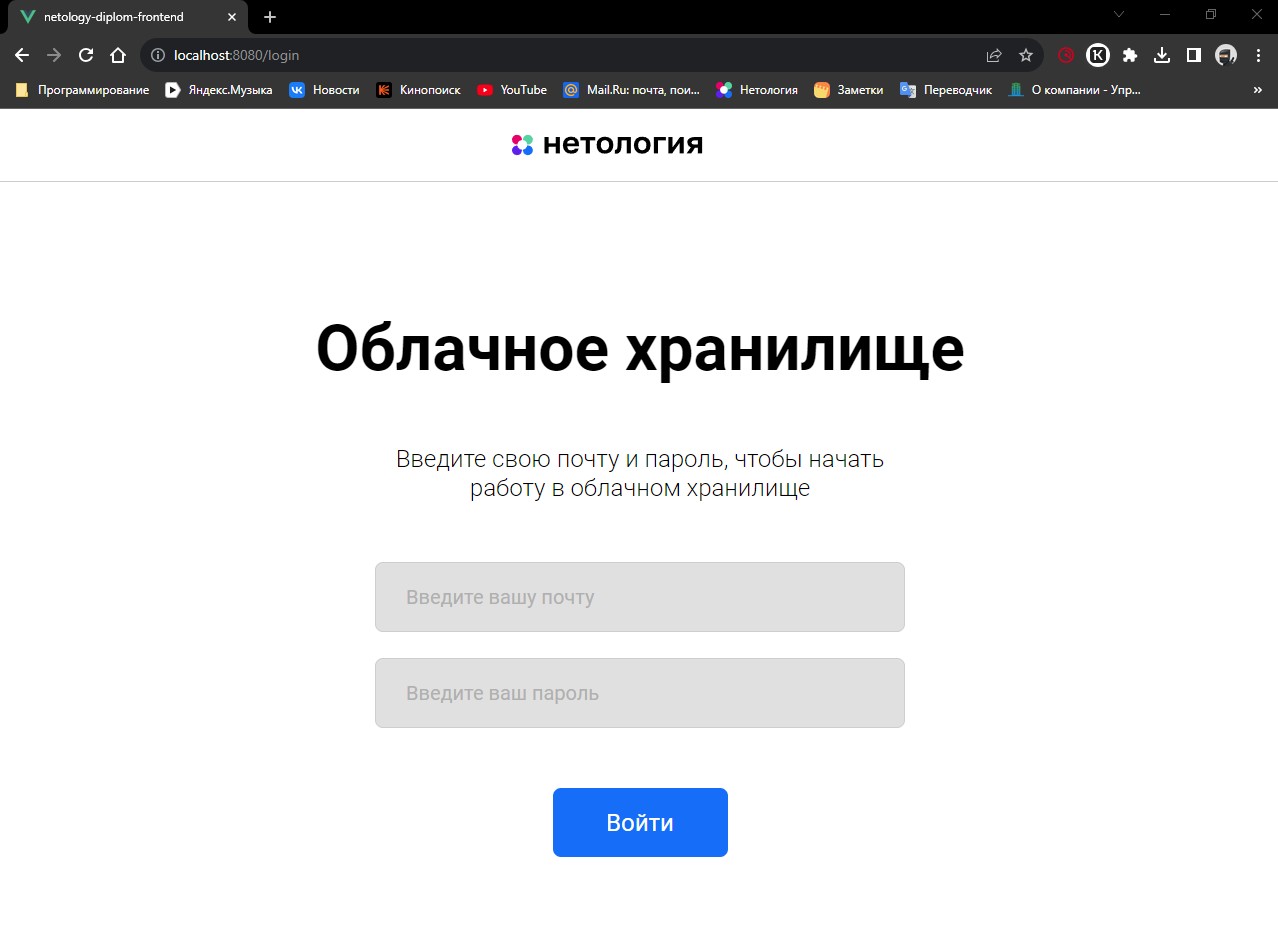 netology-diplom-frontend
localhost:8080/login
Программирование Яндекс.Музыка Новости Кинопоиск YouTube Mail.Ru: почта, пои... Нетология Заметки Переводчик О компании - Упр...
нетология
Облачное хранилище
Введите свою почту и пароль, чтобы начать
работу в облачном хранилище
Введите вашу почту
Введите ваш пароль
Войти